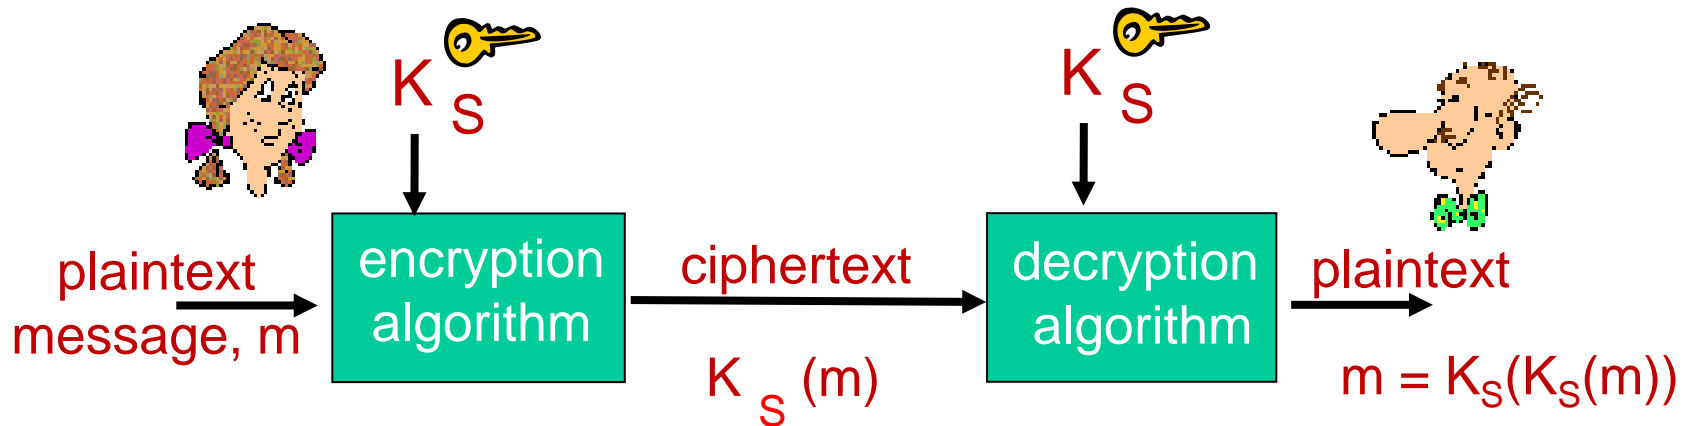 K S
K S
plaintext
message, m
encryption
algorithm
ciphertext
K S (m)
decryption
algorithm
plaintext
m = KS(KS(m))